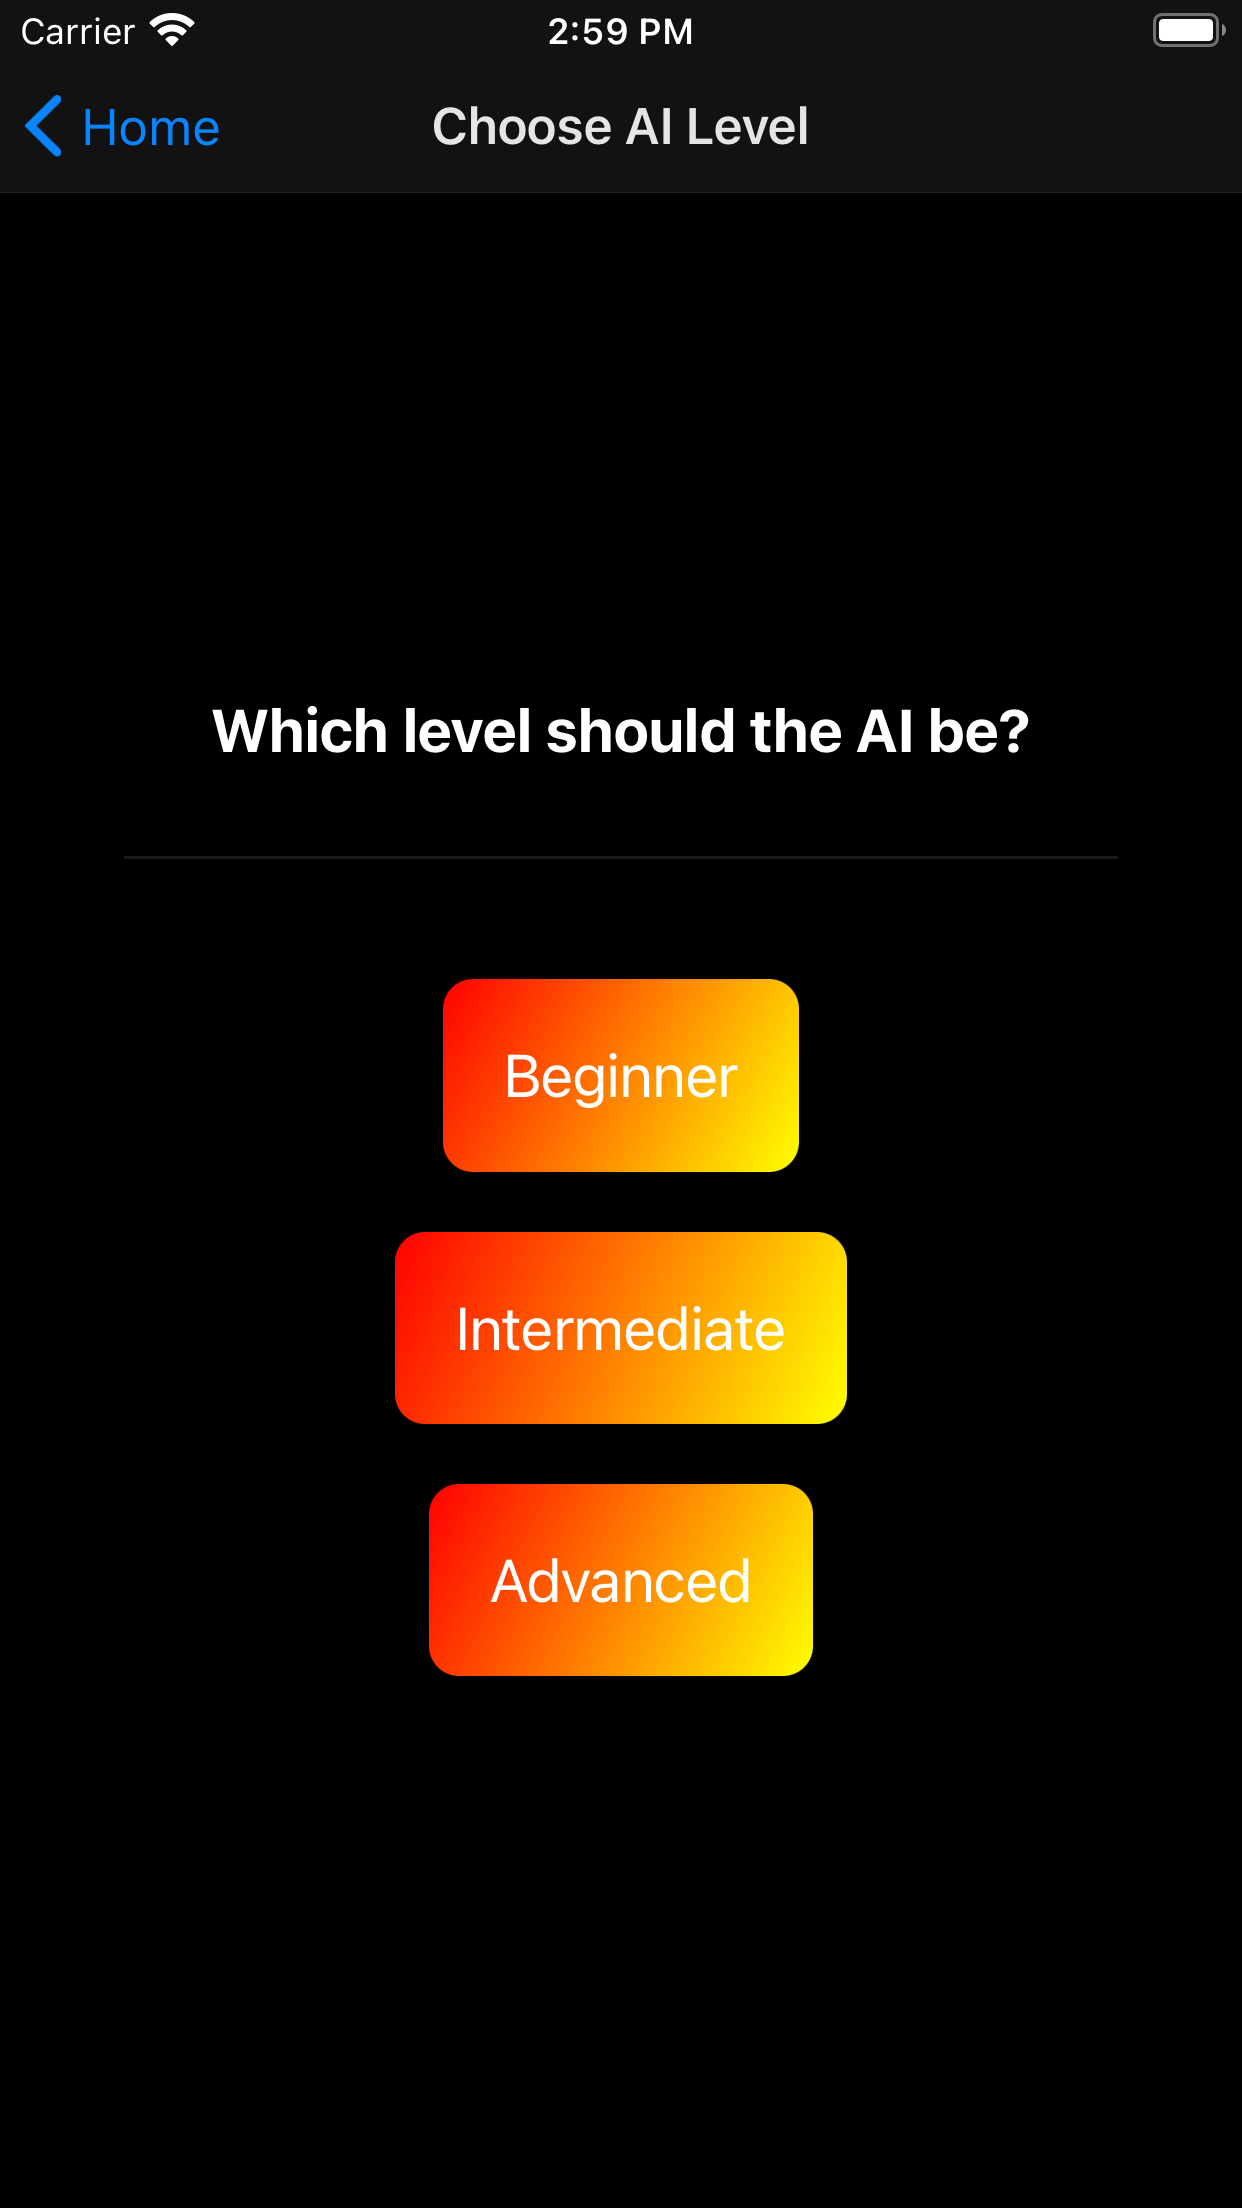 Carrier 2:59 PM
Home Choose AI Level
Which level should the AI be?
Beginner
Intermediate
Advanced